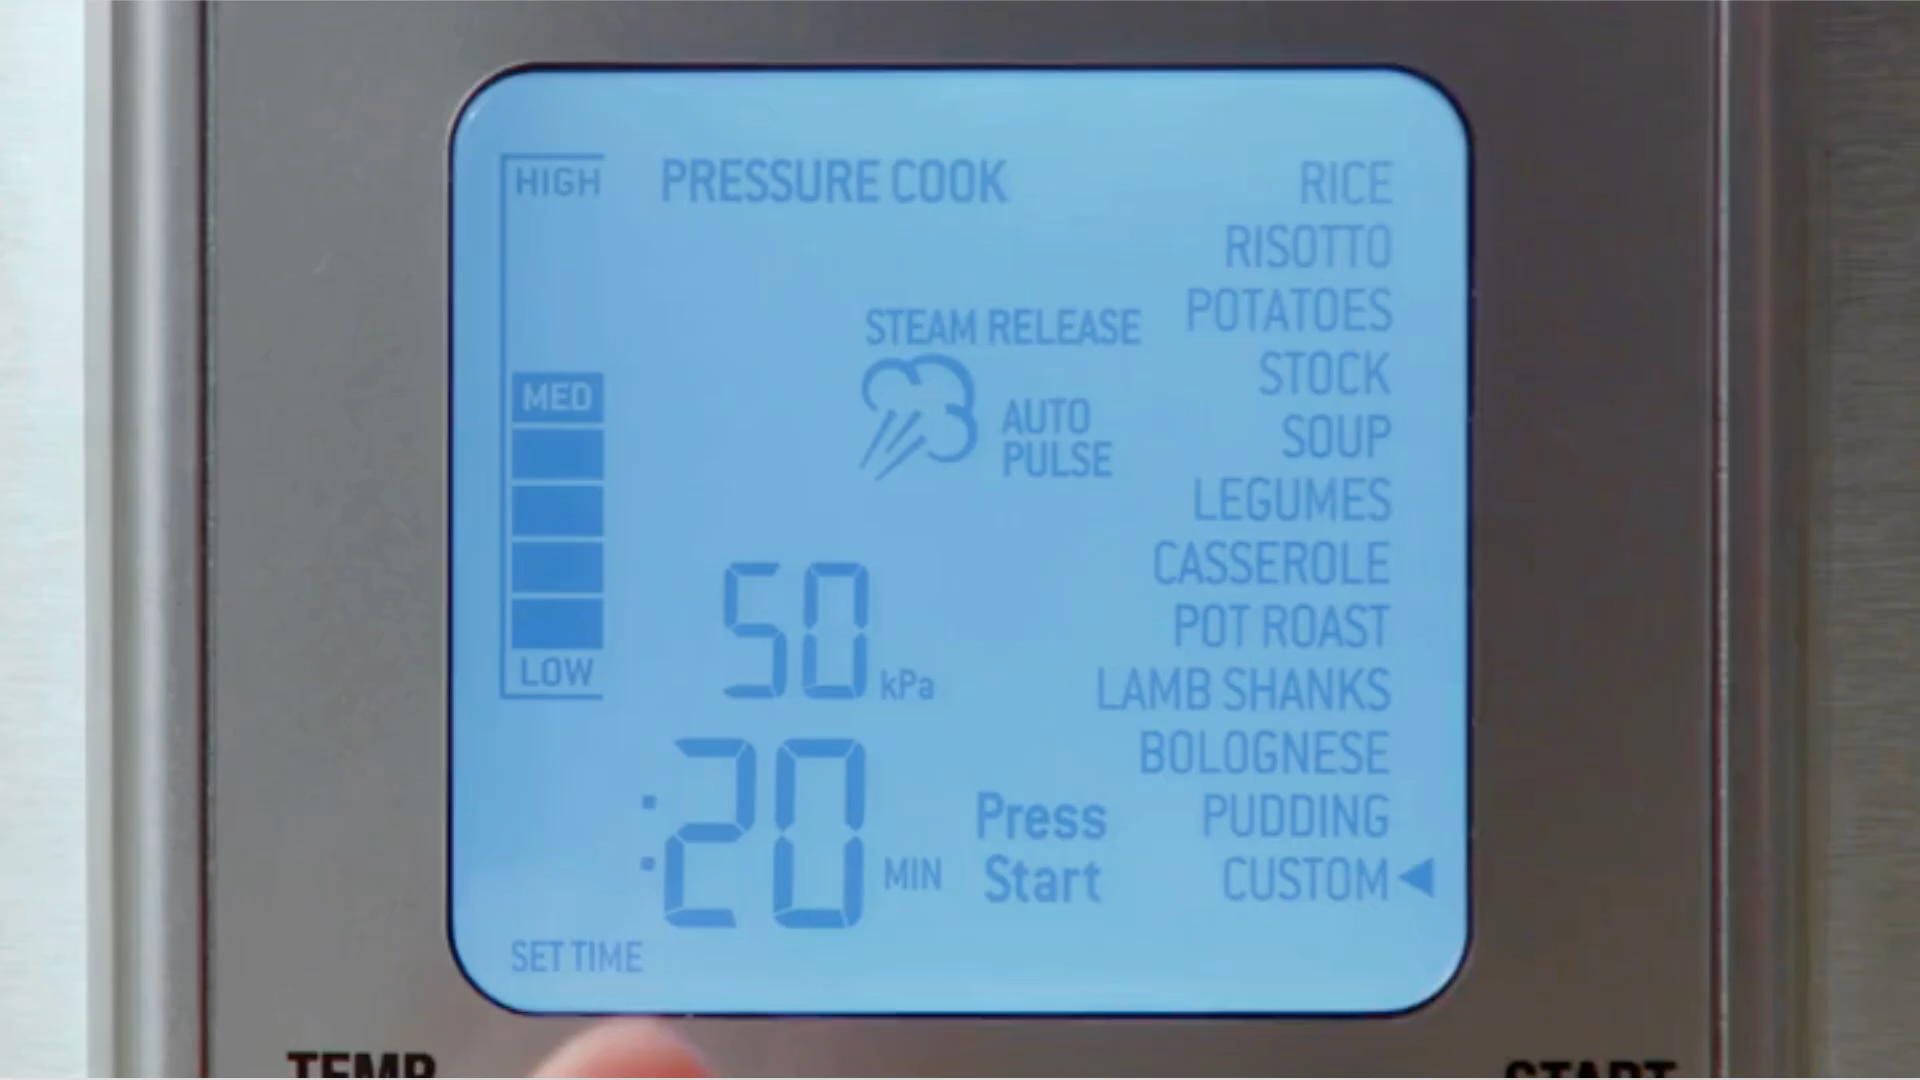 HIGH
PRESSURE COOK
RICE
RISOTTO
POTATOES
STOCK
SOUP
LEGUMES
CASSEROLE
POT ROAST
LAMB SHANKS
BOLOGNESE
PUDDING
CUSTOM
STEAM RELEASE
AUTO
PULSE
MED
LOW
50 kPa
:20 MIN
Press
Start
SET TIME
TEMP
START